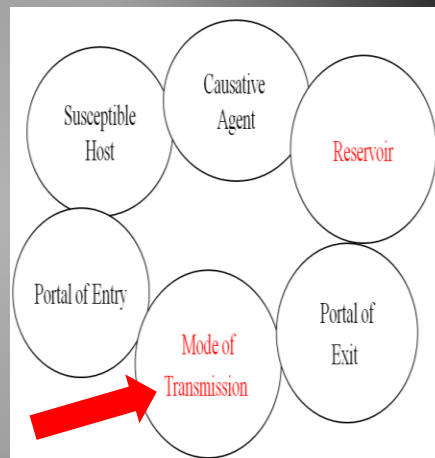 Causative
Agent
Susceptible
Host
Reservoir
Portal of Entry
Portal of
Exit
Mode of
Transmission